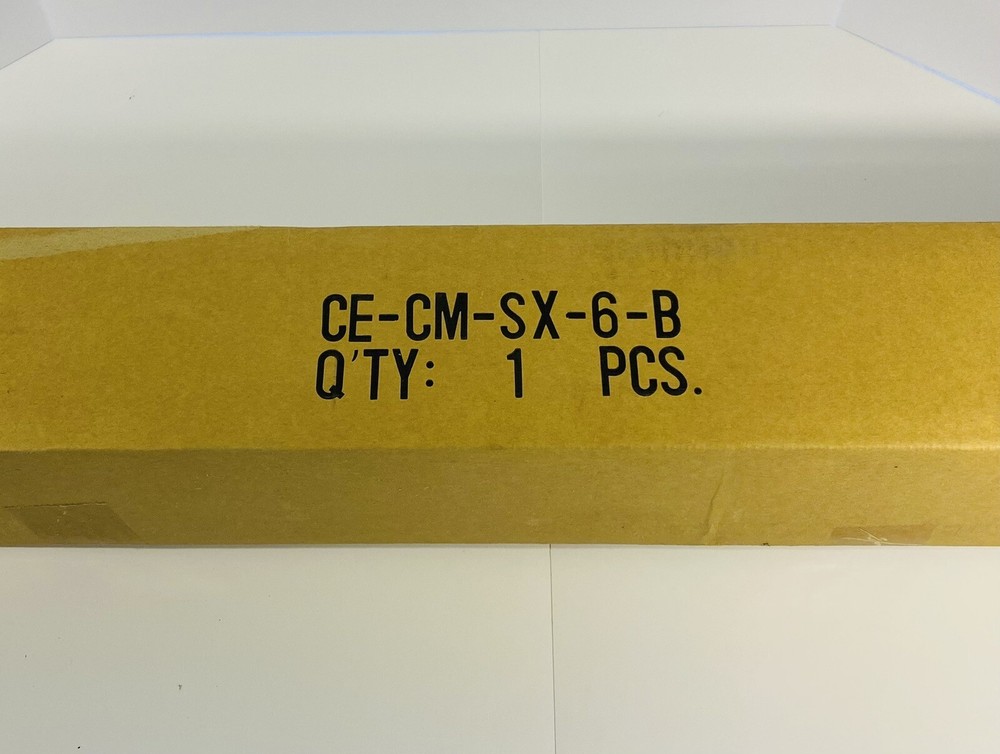 CE-CM-SX-6-B
Q'TY: 1 PCS.